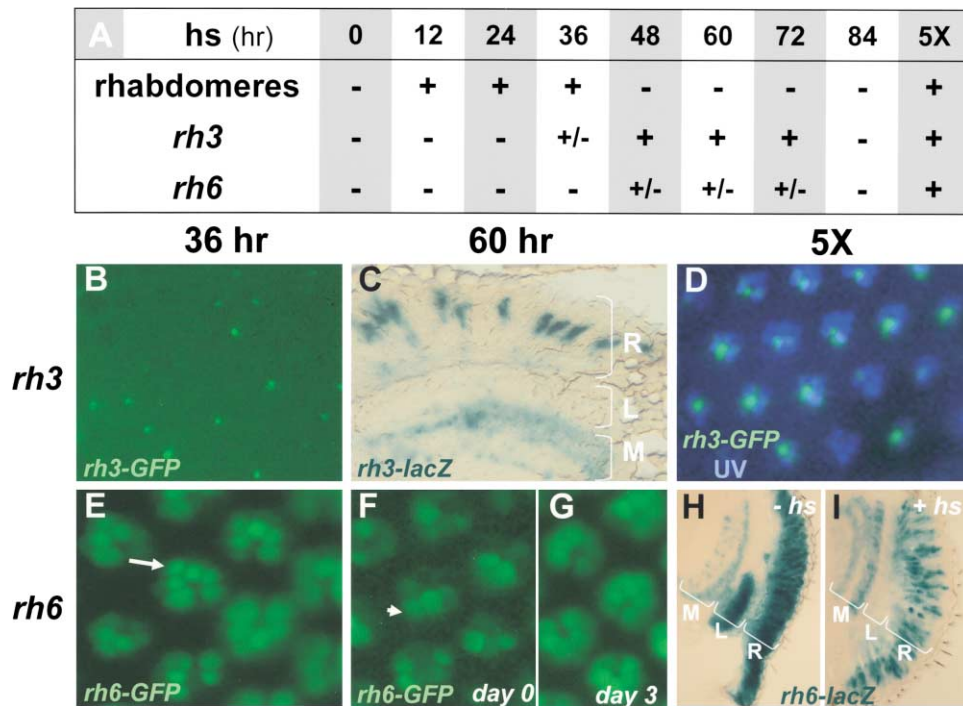 A hs (hr) 0 12 24 36 48 60 72 84 5X
rhabdomeres - + + + - - - - +
rh3 - - - +/- + + + - +
rh6 - - - - +/- +/- +/- - +
36 hr 60 hr 5X
rh3
B
rh3-GFP
C
R
L
M
rh3-lacZ
D
rh3-GFP
UV
rh6
E
rh6-GFP
F
rh6-GFP day 0
G
day 3
H - hs
M
L
R
I + hs
M
L
R
rh6-lacZ